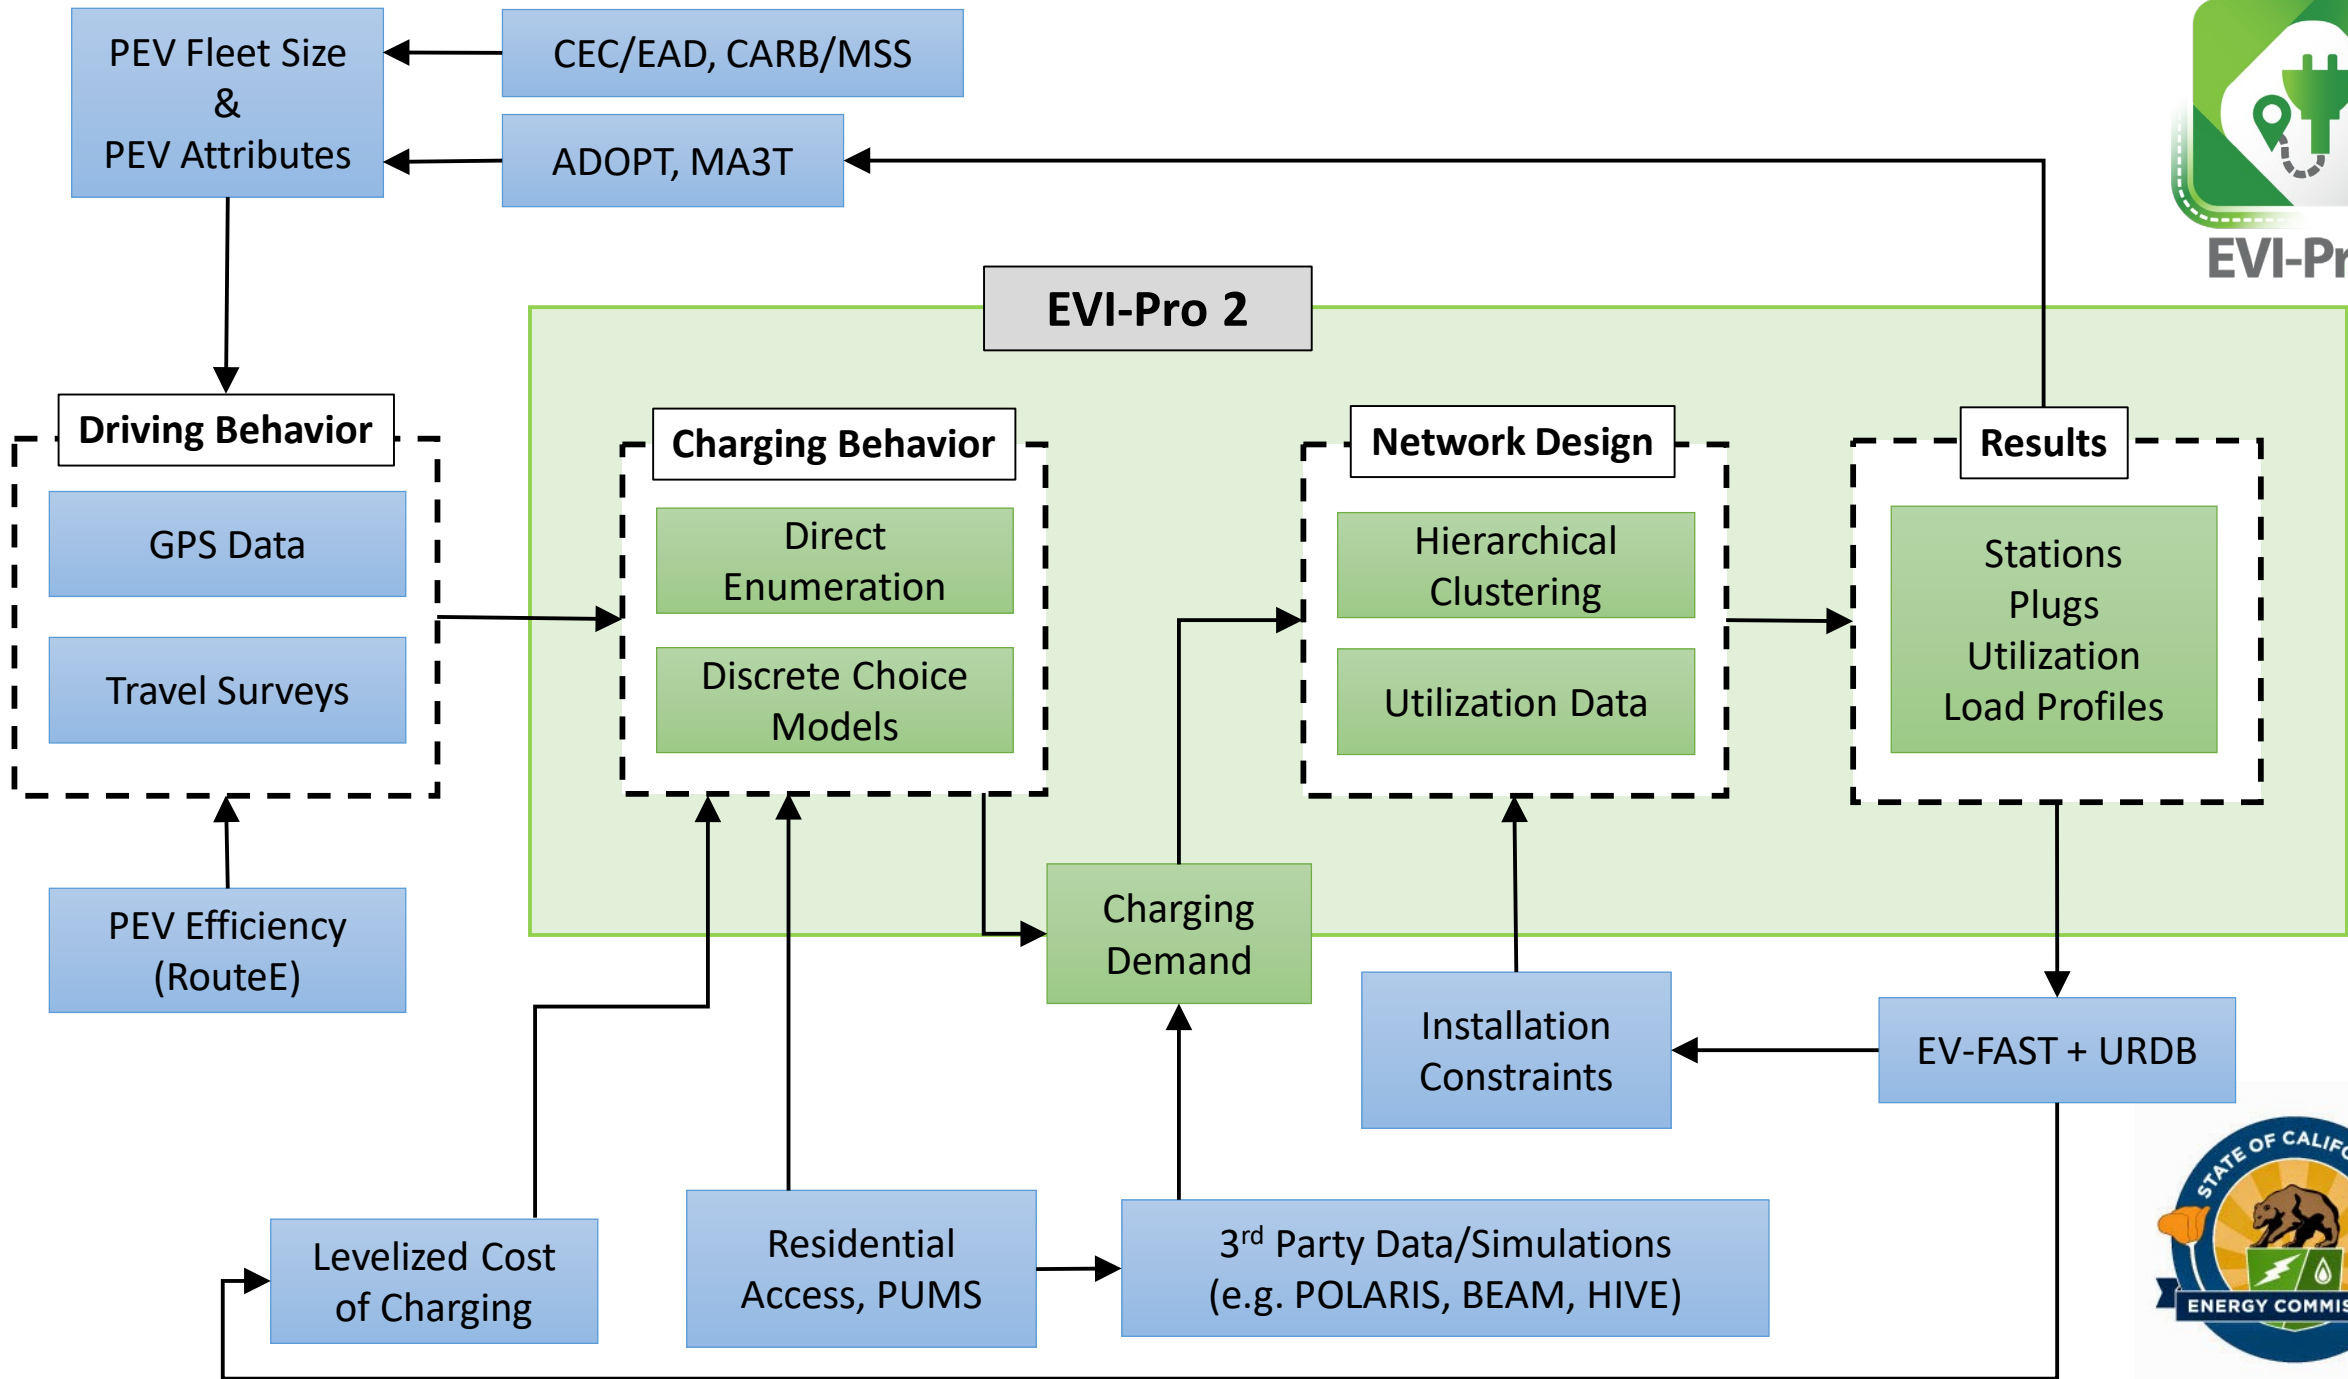 PEV Fleet Size
&
PEV Attributes
CEC/EAD, CARB/MSS
ADOPT, MA3T
EVI-Pr
EVI-Pro 2
Driving Behavior
GPS Data
Travel Surveys
Charging Behavior
Direct
Enumeration
Discrete Choice
Models
Network Design
Hierarchical
Clustering
Utilization Data
Results
Stations
Plugs
Utilization
Load Profiles
PEV Efficiency
(RouteE)
Charging
Demand
Installation
Constraints
EV-FAST + URDB
Levelized Cost
of Charging
Residential
Access, PUMS
3rd Party Data/Simulations
(e.g. POLARIS, BEAM, HIVE)
STATE OF CALIFO
ENERGY COMMIS